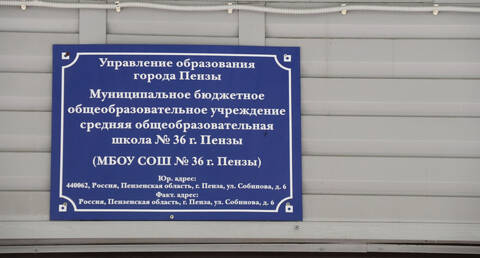 Управление образования
города Пензы
Муниципальное бюджетное
общеобразовательное учреждение
средняя общеобразовательная
школа № 36 г. Пензы
(МБОУ СОШ № 36 г. Пензы)
Юр. адрес:
440062, Россия, Пензенская область, г. Пенза, ул. Собинова, д. 6
Факт. адрес:
Россия, Пензенская область, г. Пенза, ул. Собинова, д. 6